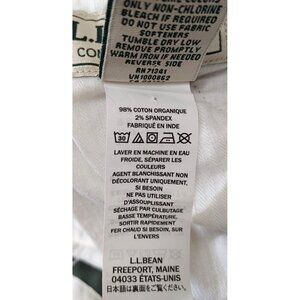 ONLY NON-CHLORINE
BLEACH IF REQUIRED
DO NOT USE FABRIC
SOFTENERS
TUMBLE DRY LOW
REMOVE PROMPTLY
WARM IRON IF NEEDED
REVERSE SIDE
RN71341
L.L.
98% COTON ORGANIQUE
2% SPANDEX
FABRIQUÉ EN INDE
30
LAVER EN MACHINE EN EAU
FROIDE, SÉPARER LES
COULEURS
AGENT BLANCHISSANT NON
DÉCOLORANT UNIQUEMENT,
SI BESOIN
NE PAS UTILISER
D'ASSOUPLISSANT
SÉCHAGE PAR CULBUTAGE
BASSE TEMPÉRATURE.
SORTIR RAPIDEMENT
FER CHAUD SI BESOIN, SUR
L'ENVERS
L.L.BEAN
FREEPORT, MAINE
04033 ÉTATS-UNIS
日本語は裏面をご覧ください。